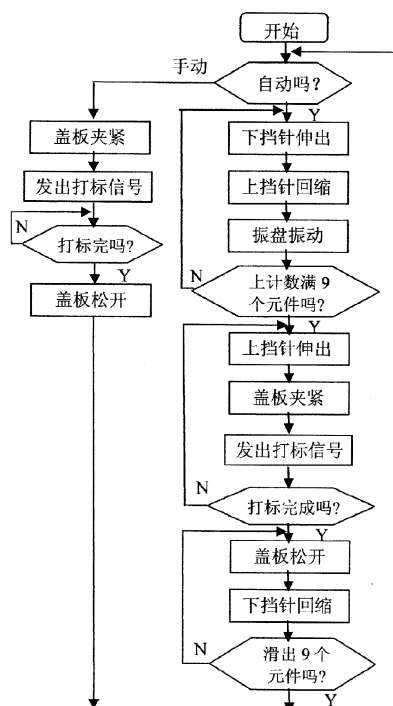 开始
手动
自动吗?
Y
盖板夹紧
下挡针伸出
发出打标信号
上挡针回缩
N
打标完吗?
振盘振动
Y
N
上计数满9
个元件吗?
盖板松开
Y
上挡针伸出
盖板夹紧
发出打标信号
N
打标完成吗?
Y
盖板松开
下挡针回缩
N
滑出9个
元件吗?
Y